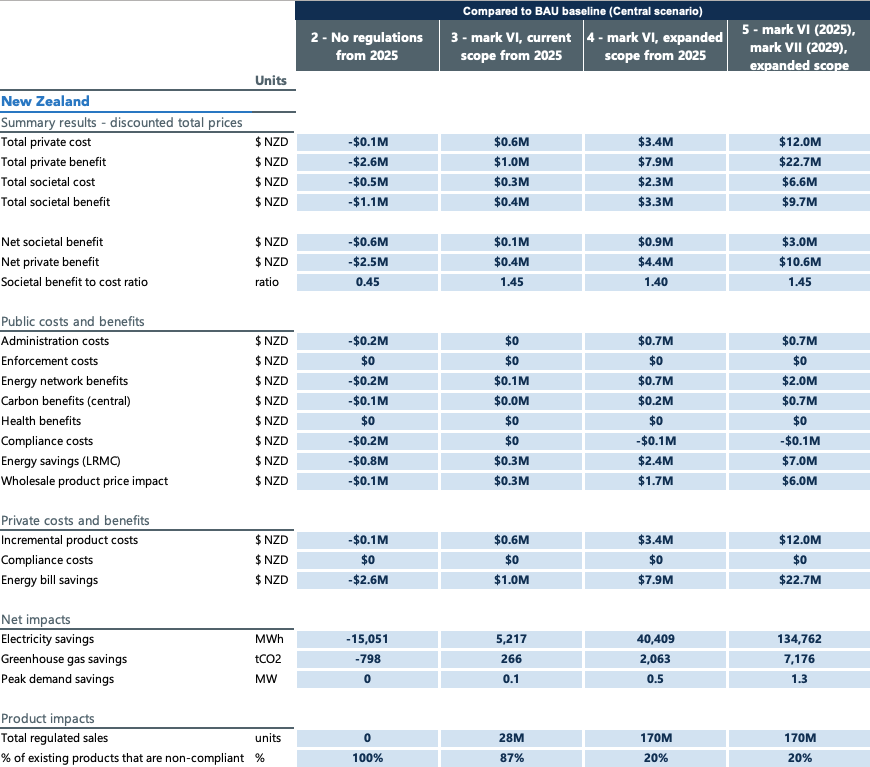 Compared to BAU baseline (Central scenario)
Units 2 - No regulations from 2025 3 - mark VI, current scope from 2025 4 - mark VI, expanded scope from 2025 5 - mark VI (2025), mark VII (2029), expanded scope
New Zealand
Summary results - discounted total prices
Total private cost $ NZD -$0.1M $0.6M $3.4M $12.0M
Total private benefit $ NZD -$2.6M $1.0M $7.9M $22.7M
Total societal cost $ NZD -$0.5M $0.3M $2.3M $6.6M
Total societal benefit $ NZD -$1.1M $0.4M $3.3M $9.7M
Net societal benefit $ NZD -$0.6M $0.1M $0.9M $3.0M
Net private benefit $ NZD -$2.5M $0.4M $4.4M $10.6M
Societal benefit to cost ratio ratio 0.45 1.45 1.40 1.45
Public costs and benefits
Administration costs $ NZD -$0.2M $0 $0.7M $0.7M
Enforcement costs $ NZD $0 $0 $0 $0
Energy network benefits $ NZD -$0.2M $0.1M $0.7M $2.0M
Carbon benefits (central) $ NZD -$0.1M $0.0M $0.2M $0.7M
Health benefits $ NZD $0 $0 $0 $0
Compliance costs $ NZD -$0.2M $0 -$0.1M -$0.1M
Energy savings (LRMC) $ NZD -$0.8M $0.3M $2.4M $7.0M
Wholesale product price impact $ NZD -$0.1M $0.3M $1.7M $6.0M
Private costs and benefits
Incremental product costs $ NZD -$0.1M $0.6M $3.4M $12.0M
Compliance costs $ NZD $0 $0 $0 $0
Energy bill savings $ NZD -$2.6M $1.0M $7.9M $22.7M
Net impacts
Electricity savings MWh -15,051 5,217 40,409 134,762
Greenhouse gas savings tCO2 -798 266 2,063 7,176
Peak demand savings MW 0 0.1 0.5 1.3
Product impacts
Total regulated sales units 0 28M 170M 170M
% of existing products that are non-compliant % 100% 87% 20% 20%